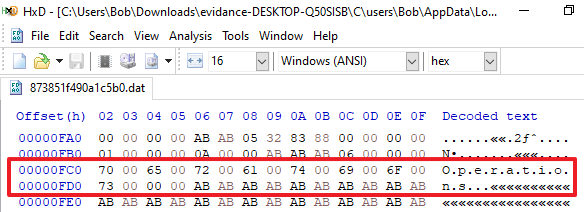 HxD - [C:\Users\Bob\Downloads\evidance-DESKTOP-Q50SISB\C\users\Bob\AppData\Lo...
File Edit Search View Analysis Tools Window Help
16 Windows (ANSI) hex
873851f490a1c5b0.dat
Offset(h) 02 03 04 05 06 07 08 09 0A 0B 0C 0D 0E 0F Decoded text
00000FA0 00 00 00 00 AB AB 05 32 83 88 00 00 00 00 ......««.2ƒˆ....
00000FB0 01 00 00 00 0A 00 00 AB AB AB 06 00 00 00 N•.......«««....
00000FC0 70 00 65 00 72 00 61 00 74 00 69 00 6F 00 O.p.e.r.a.t.i.o.
00000FD0 73 00 00 00 AB AB AB AB AB AB AB AB AB AB n.s...««««««««««
00000FE0 AB AB AB AB AB AB AB AB AB AB AB AB AB AB ««««««««««««««««